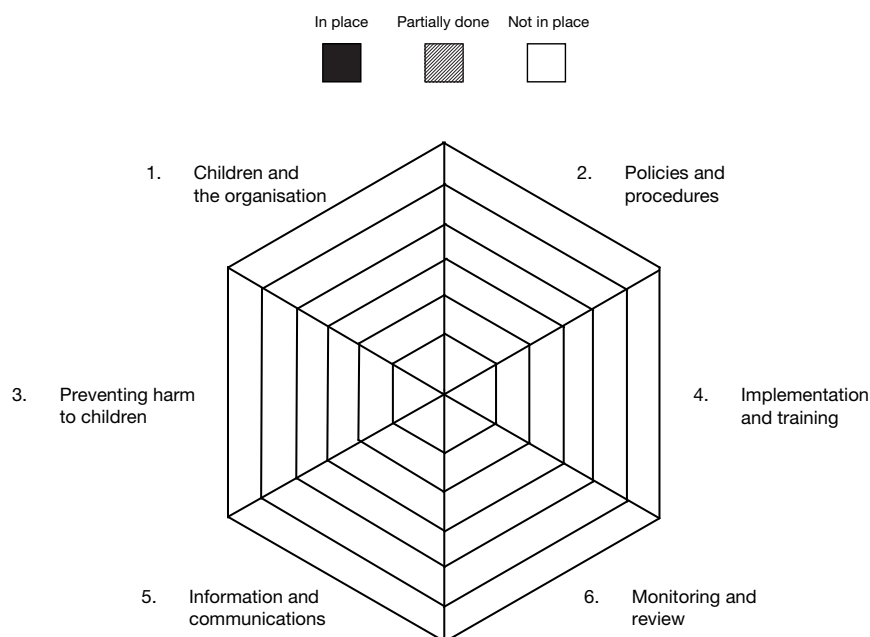 In place Partially done Not in place
1. Children and
the organisation
2. Policies and
procedures
3. Preventing harm
to children
4. Implementation
and training
5. Information and
communications
6. Monitoring and
review